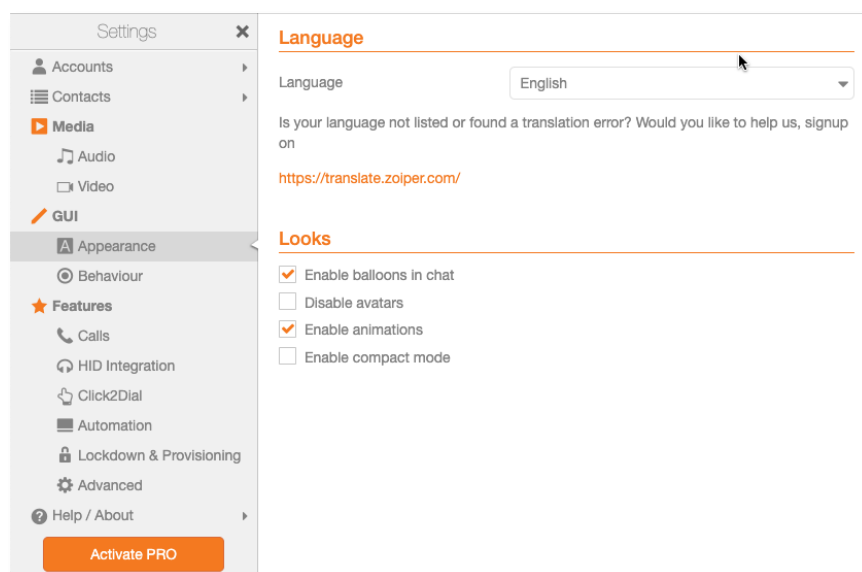 Settings
Accounts
Contacts
Media
Audio
Video
GUI
Appearance
Behaviour
Features
Calls
HID Integration
Click2Dial
Automation
Lockdown & Provisioning
Advanced
Help / About
Activate PRO
Language
Language
English
Is your language not listed or found a translation error? Would you like to help us, signup
on
https://translate.zoiper.com/
Looks
Enable balloons in chat
Disable avatars
Enable animations
Enable compact mode